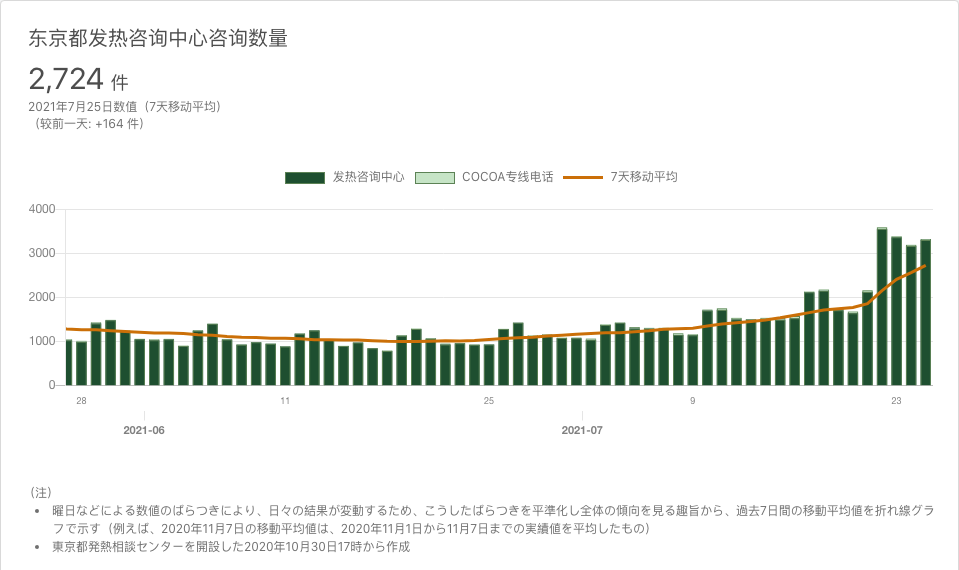 东京都发热咨询中心咨询数量
2,724 件
2021年7月25日数值（7天移动平均）
（较前一天: +164 件）
发热咨询中心 COCOA专线电话 7天移动平均
4000
3000
2000
1000
0
28 11 25 9 23
2021-06 2021-07
（注）
• 曜日などによる数値のばらつきにより、日々の結果が変動するため、こうしたばらつきを平準化し全体の傾向を見る趣旨から、過去7日間の移動平均値を折れ線グラ
フで示す（例えば、2020年11月7日の移動平均値は、2020年11月1日から11月7日までの実績値を平均したもの）
• 東京都発熱相談センターを開設した2020年10月30日17時から作成